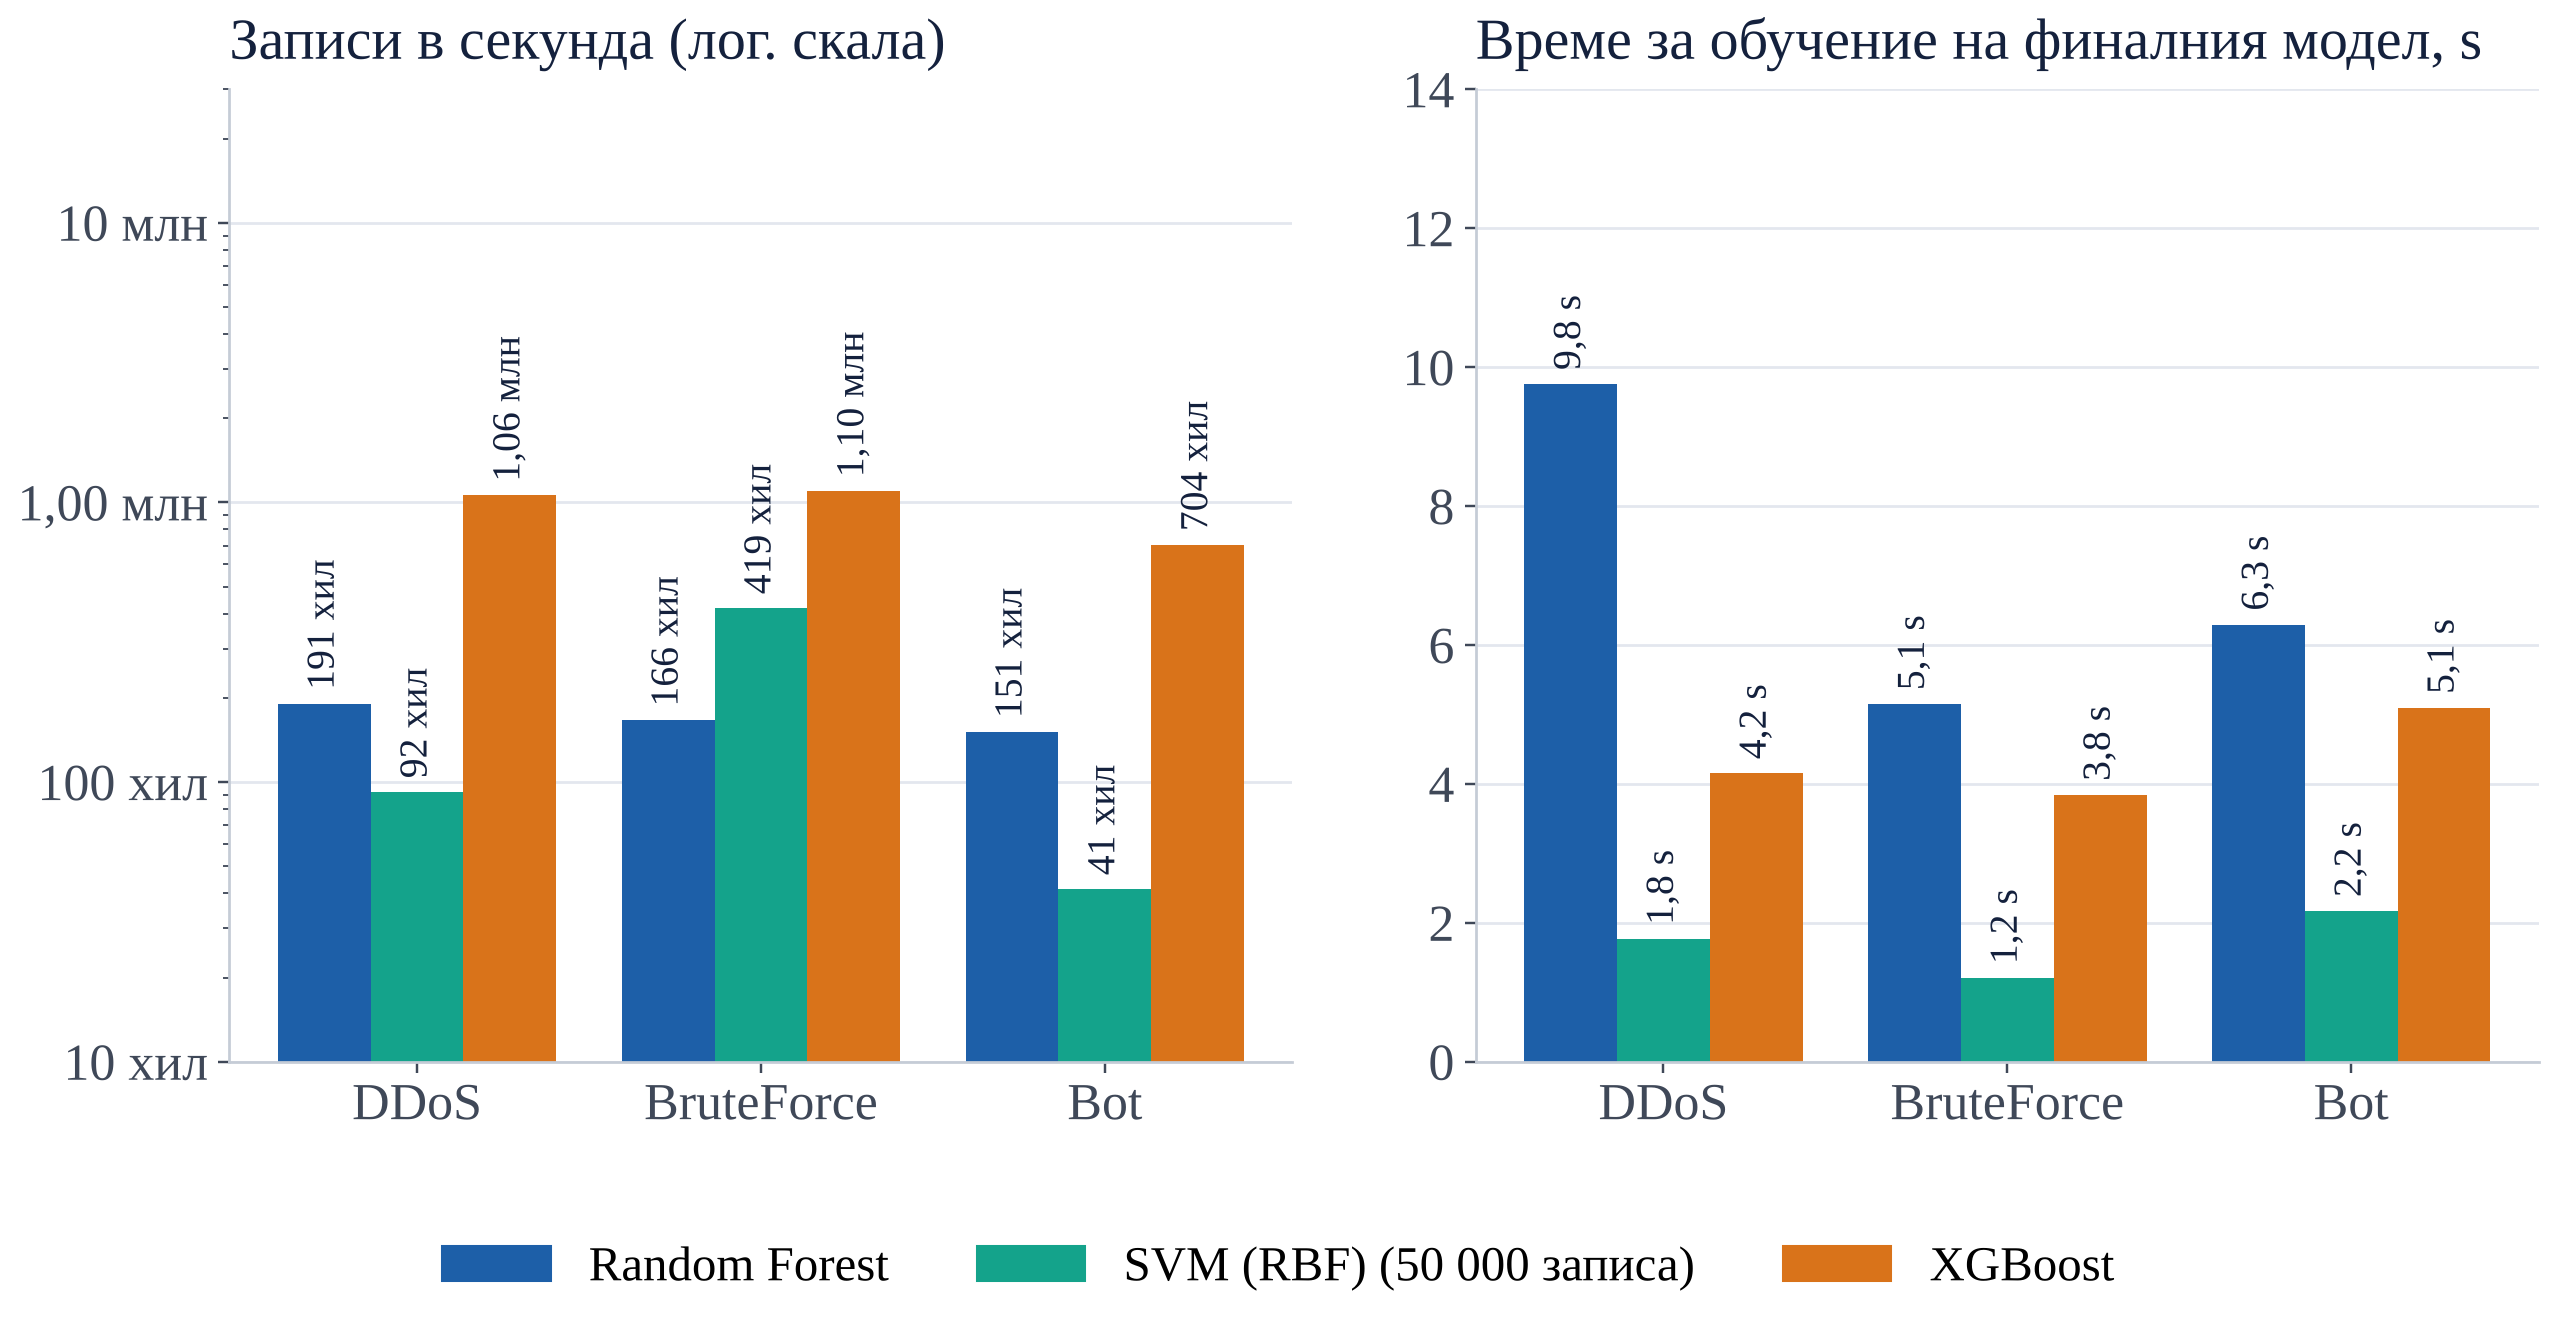 Записи в секунда (лог. скала)
10 млн
1,00 млн
100 хил
10 хил
191 хил
92 хил
1,06 млн
166 хил
419 хил
1,10 млн
151 хил
41 хил
704 хил
DDoS
BruteForce
Bot
Време за обучение на финалния модел, s
14
12
10
8
6
4
2
0
9,8 s
1,8 s
4,2 s
5,1 s
1,2 s
3,8 s
6,3 s
2,2 s
5,1 s
DDoS
BruteForce
Bot
Random Forest
SVM (RBF) (50 000 записа)
XGBoost